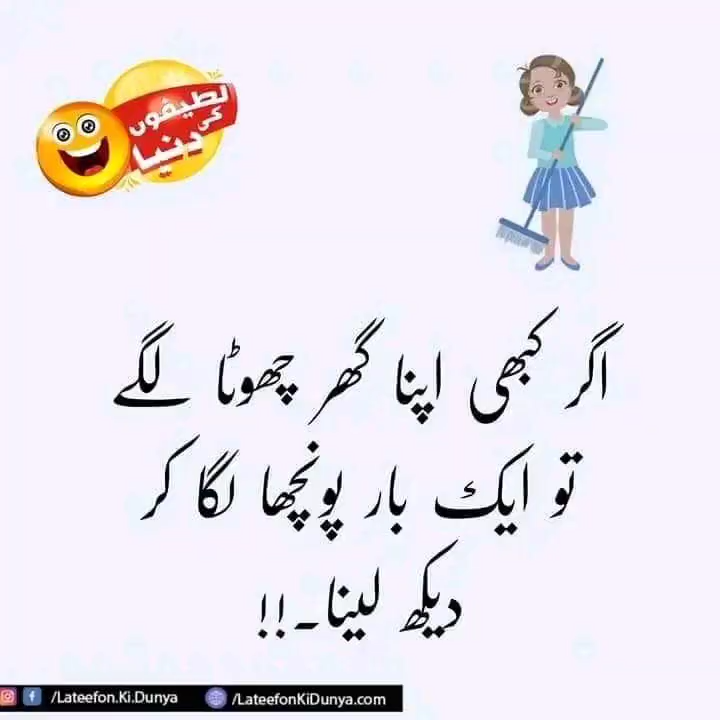 لطیفوں
کی
دنیا
اگر کبھی اپنا گھر چھوٹا لگے
تو ایک بار پونچھا لگا کر
دیکھ لینا۔!!
/Lateefon.Ki.Dunya /LateefonKiDunya.com